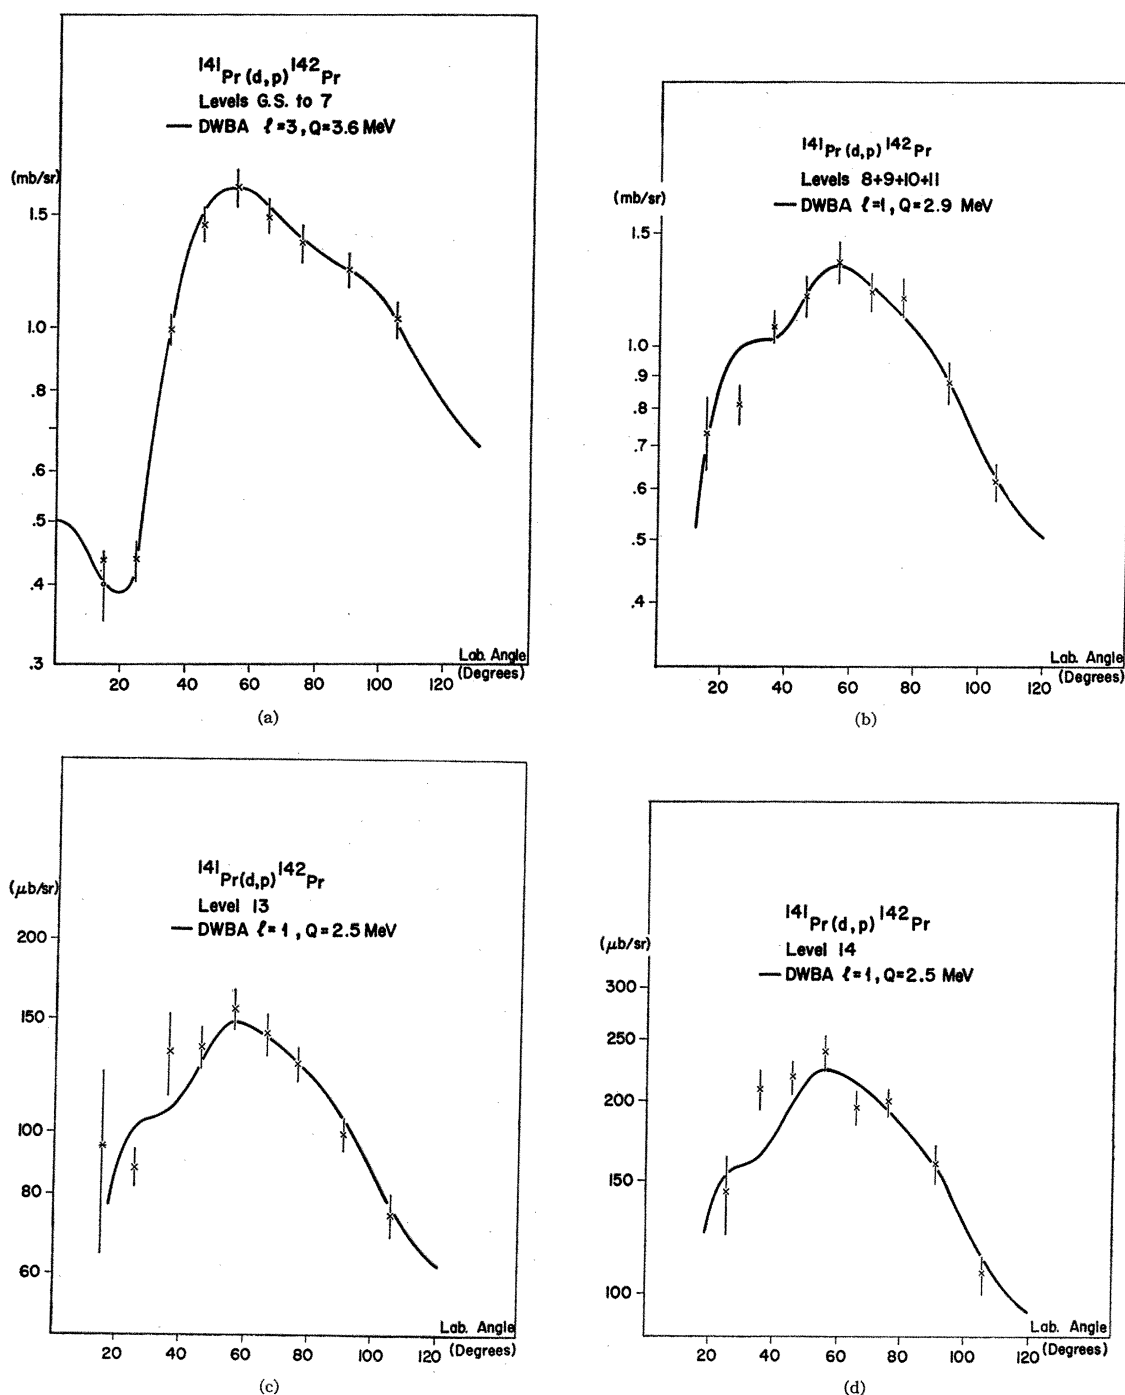 141Pr(d,p)142Pr
Levels G.S. to 7
DWBA ℓ=3, Q=3.6 MeV
(mb/sr)
1.5
1.0
.8
.6
.5
.4
.3
20 40 60 80 100 120
Lab. Angle
(Degrees)
(a)
141Pr(d,p)142Pr
Levels 8+9+10+11
DWBA ℓ=1, Q=2.9 MeV
(mb/sr)
1.5
1.0
.9
.8
.7
.6
.5
.4
20 40 60 80 100 120
Lab. Angle
(Degrees)
(b)
141Pr(d,p)142Pr
Level 13
DWBA ℓ=1, Q=2.5 MeV
(μb/sr)
200
150
100
80
60
20 40 60 80 100 120
Lab. Angle
(Degrees)
(c)
141Pr(d,p)142Pr
Level 14
DWBA ℓ=1, Q=2.5 MeV
(μb/sr)
300
250
200
150
100
20 40 60 80 100 120
Lab. Angle
(Degrees)
(d)